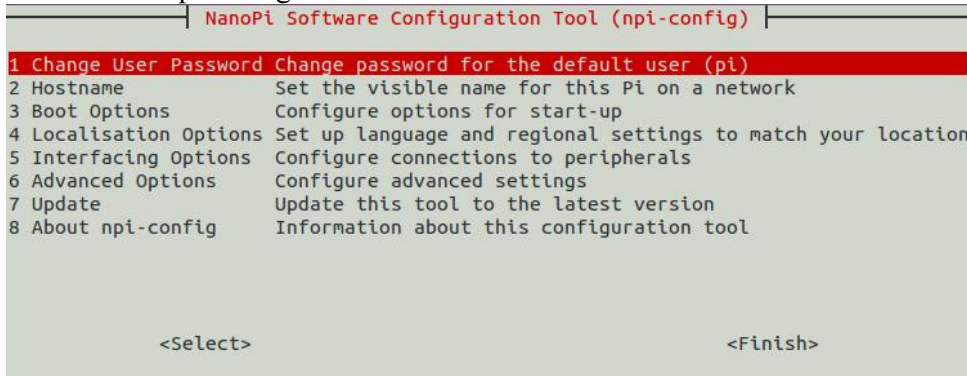 NanoPi Software Configuration Tool (npi-config)
1 Change User Password Change password for the default user (pi)
2 Hostname Set the visible name for this Pi on a network
3 Boot Options Configure options for start-up
4 Localisation Options Set up language and regional settings to match your location
5 Interfacing Options Configure connections to peripherals
6 Advanced Options Configure advanced settings
7 Update Update this tool to the latest version
8 About npi-config Information about this configuration tool
<Select> <Finish>